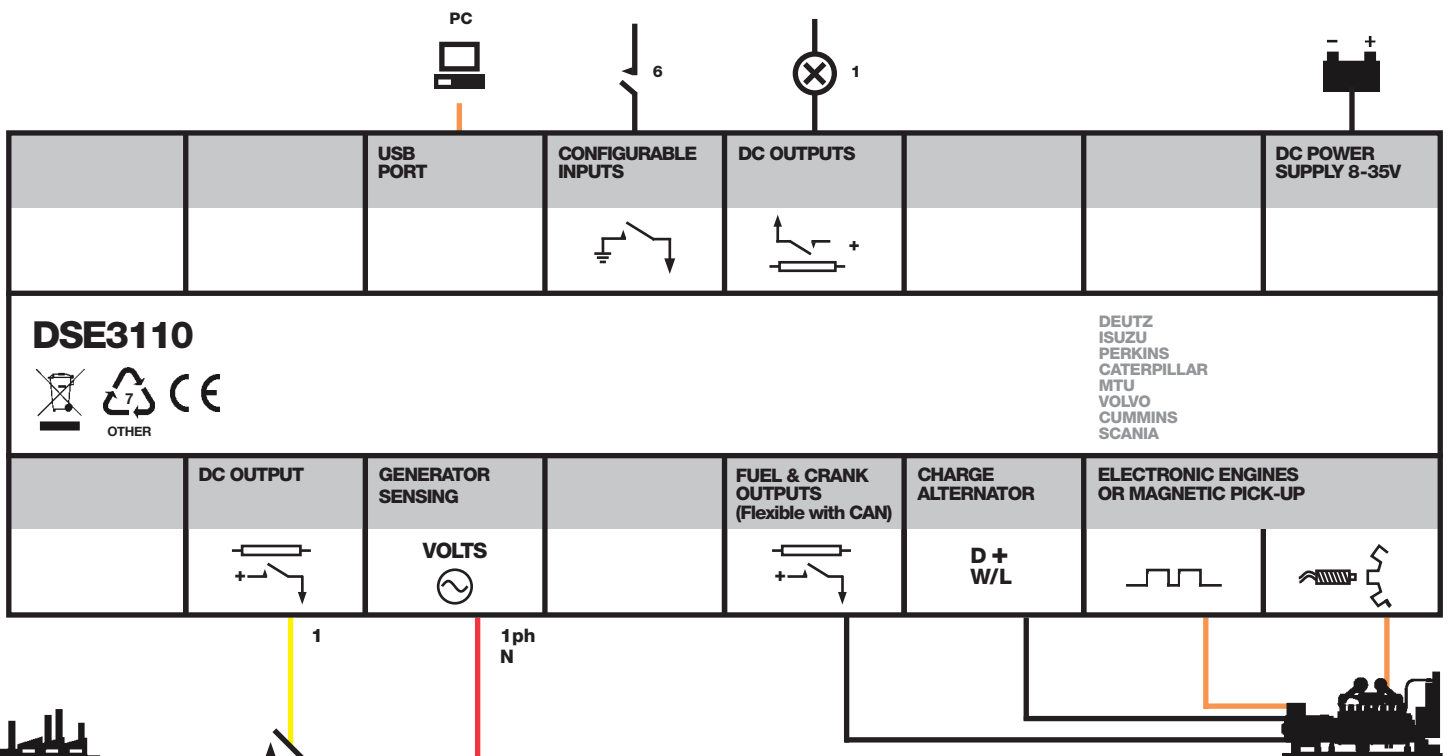 PC
6
1
- +
USB
PORT
CONFIGURABLE
INPUTS
DC OUTPUTS
DC POWER
SUPPLY 8-35V
+
DSE3110
7
OTHER
CE
DEUTZ
ISUZU
PERKINS
CATERPILLAR
MTU
VOLVO
CUMMINS
SCANIA
DC OUTPUT
GENERATOR
SENSING
FUEL & CRANK
OUTPUTS
(Flexible with CAN)
CHARGE
ALTERNATOR
ELECTRONIC ENGINES
OR MAGNETIC PICK-UP
+
VOLTS
+
D +
W/L
1
1ph
N